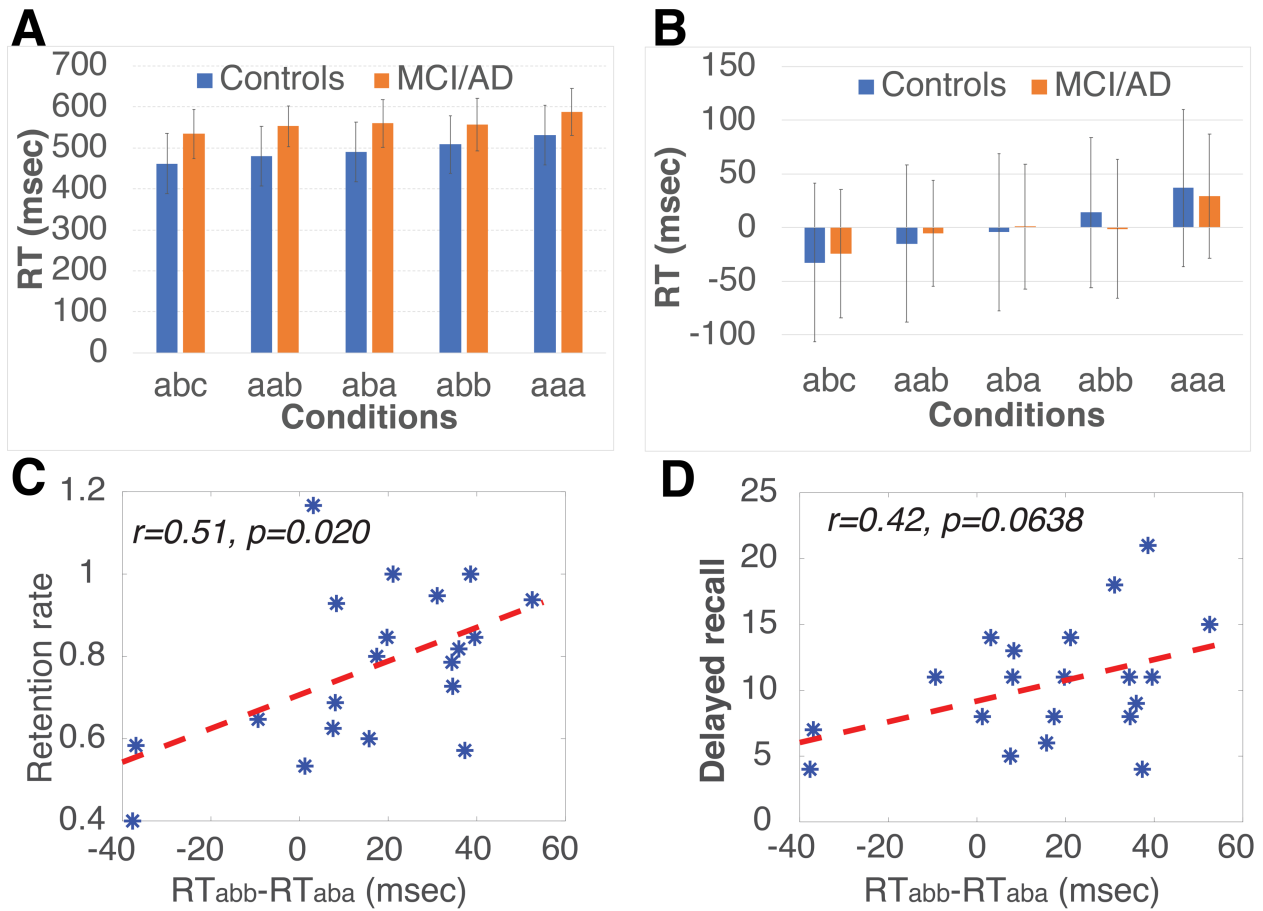 A
700
600
500
400
300
200
100
0
RT (msec)
Controls MCI/AD
abc aab aba abb aaa
Conditions
B
150
100
50
0
-50
-100
RT (msec)
Controls MCI/AD
abc aab aba abb aaa
Conditions
C
1.2
1
0.8
0.6
0.4
Retention rate
r=0.51, p=0.020
-40 -20 0 20 40 60
RTabb-RTaba (msec)
D
25
20
15
10
5
0
Delayed recall
r=0.42, p=0.0638
-40 -20 0 20 40 60
RTabb-RTaba (msec)